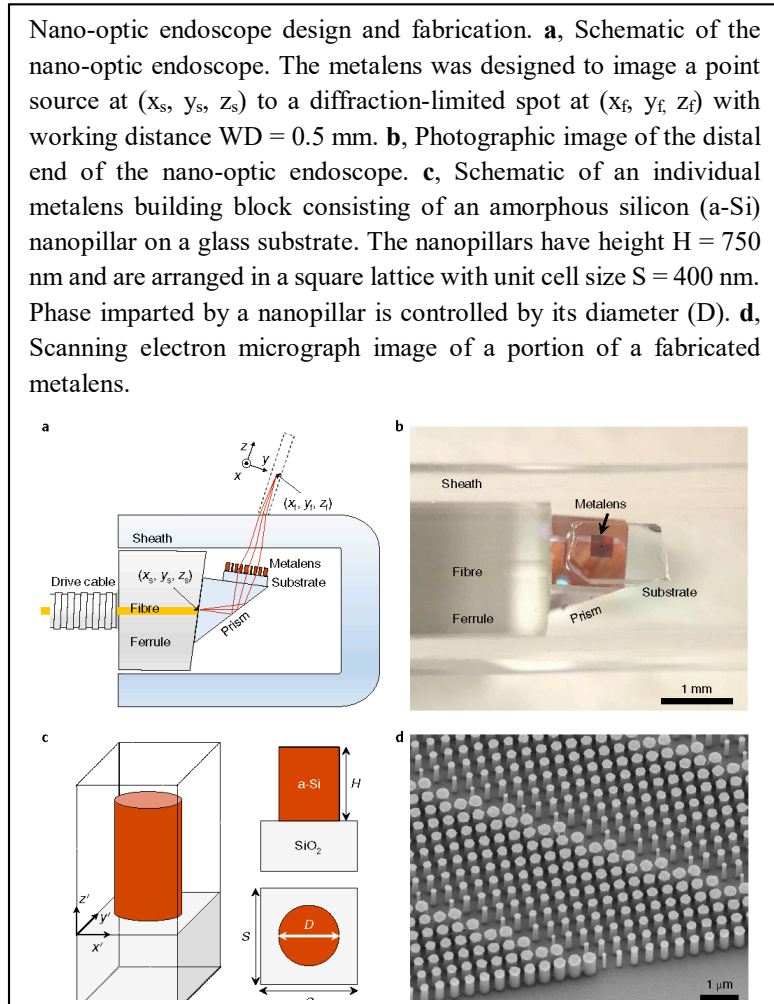 Nano-optic endoscope design and fabrication. a, Schematic of the
nano-optic endoscope. The metalens was designed to image a point
source at (xs, ys, zs) to a diffraction-limited spot at (xf, yf, zf) with
working distance WD = 0.5 mm. b, Photographic image of the distal
end of the nano-optic endoscope. c, Schematic of an individual
metalens building block consisting of an amorphous silicon (a-Si)
nanopillar on a glass substrate. The nanopillars have height H = 750
nm and are arranged in a square lattice with unit cell size S = 400 nm.
Phase imparted by a nanopillar is controlled by its diameter (D). d,
Scanning electron micrograph image of a portion of a fabricated
metalens.
a
z
y
x
(xf, yf, zf)
Sheath
(xs, ys, zs)
Metalens
Substrate
Drive cable
Fibre
Prism
Ferrule
b
Sheath
Metalens
Fibre
Substrate
Prism
Ferrule
1 mm
c
a-Si
H
SiO2
z'
y'
x'
S
D
d
1 μm